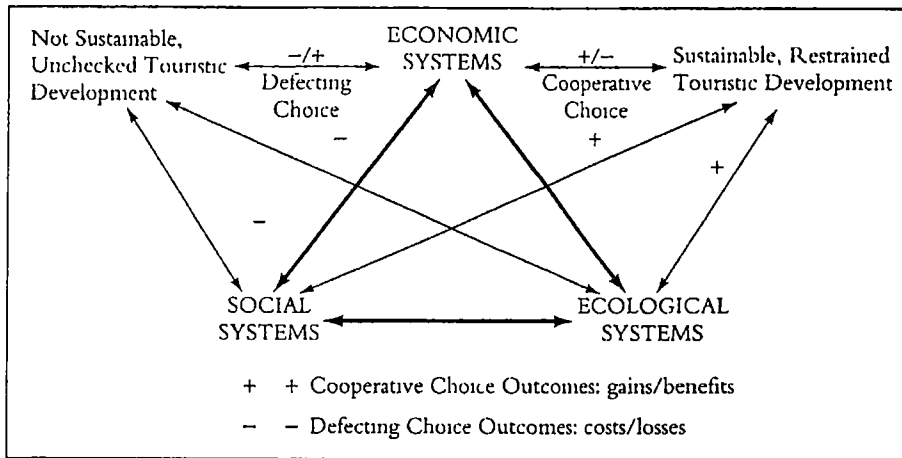 Not Sustainable,
Unchecked Touristic
Development
−/+
Defecting
Choice
ECONOMIC
SYSTEMS
+/−
Cooperative
Choice
Sustainable, Restrained
Touristic Development
−
+
+
−
SOCIAL
SYSTEMS
ECOLOGICAL
SYSTEMS
+ + Cooperative Choice Outcomes: gains/benefits
− − Defecting Choice Outcomes: costs/losses